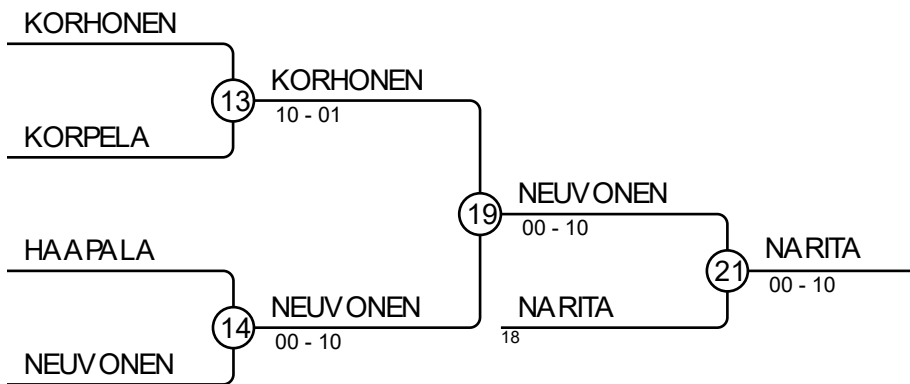 KORHONEN
13
KORHONEN
10 - 01
KORPELA
19
NEUVONEN
00 - 10
HAAPALA
14
NEUVONEN
00 - 10
NEUVONEN
21
NARITA
00 - 10
NARITA
18